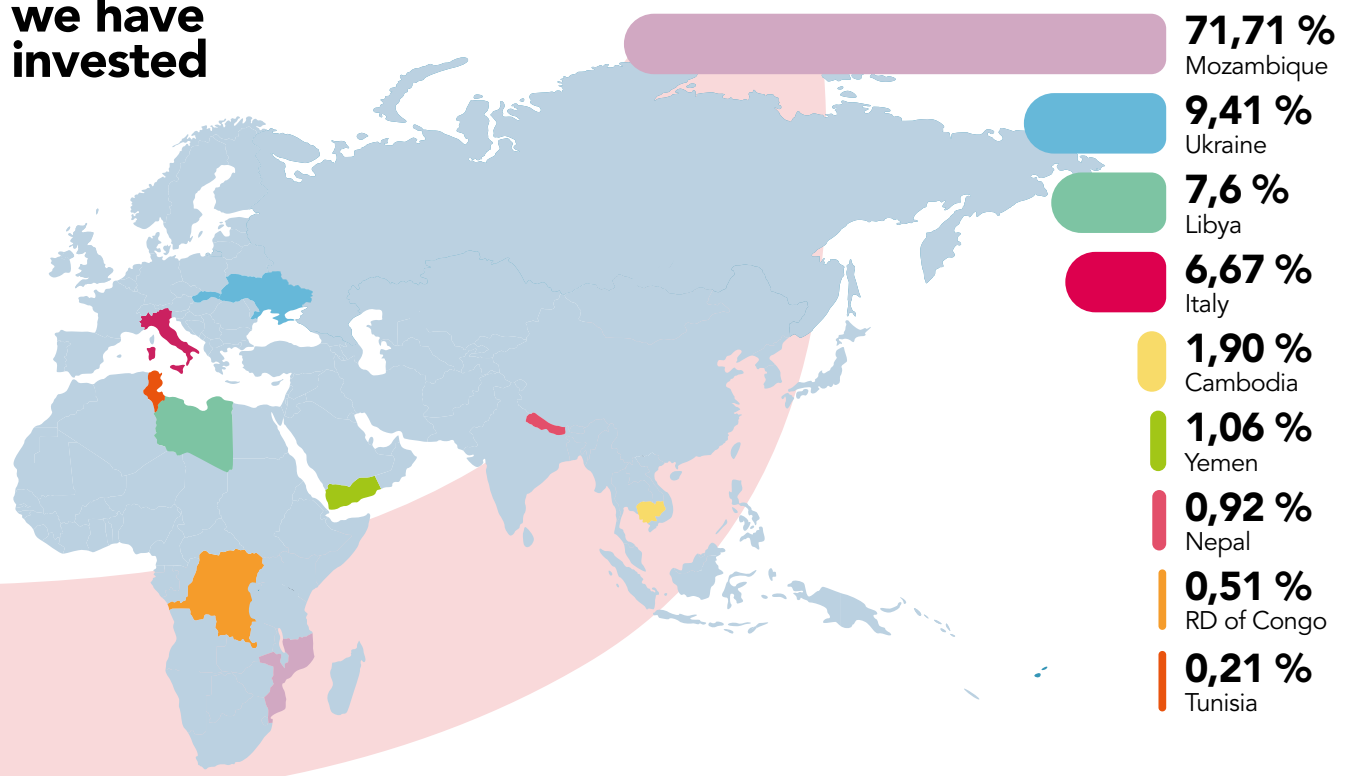 we have
invested
71,71 %
Mozambique
9,41 %
Ukraine
7,6 %
Libya
6,67 %
Italy
1,90 %
Cambodia
1,06 %
Yemen
0,92 %
Nepal
0,51 %
RD of Congo
0,21 %
Tunisia